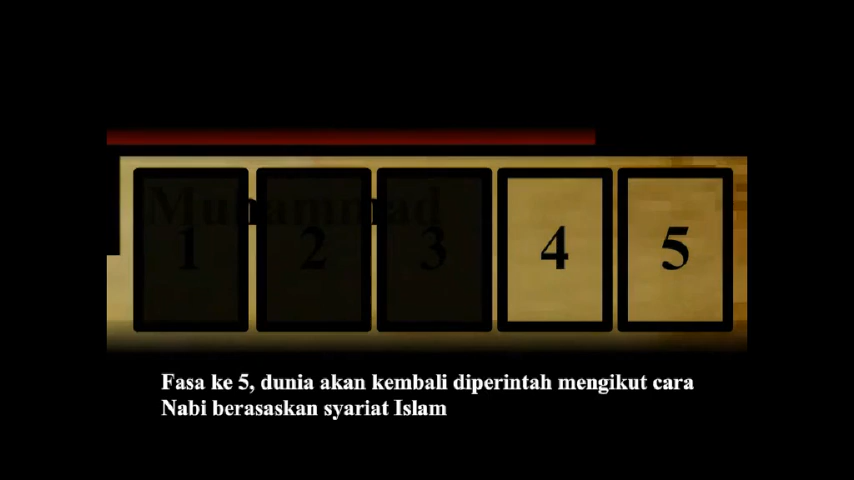 Muhammad
1 2 3 4 5
Fasa ke 5, dunia akan kembali diperintah mengikut cara
Nabi berasaskan syariat Islam